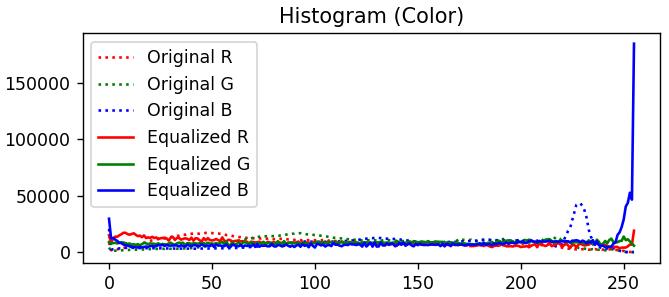 Histogram (Color)
Original R
Original G
Original B
Equalized R
Equalized G
Equalized B
150000
100000
50000
0
0 50 100 150 200 250